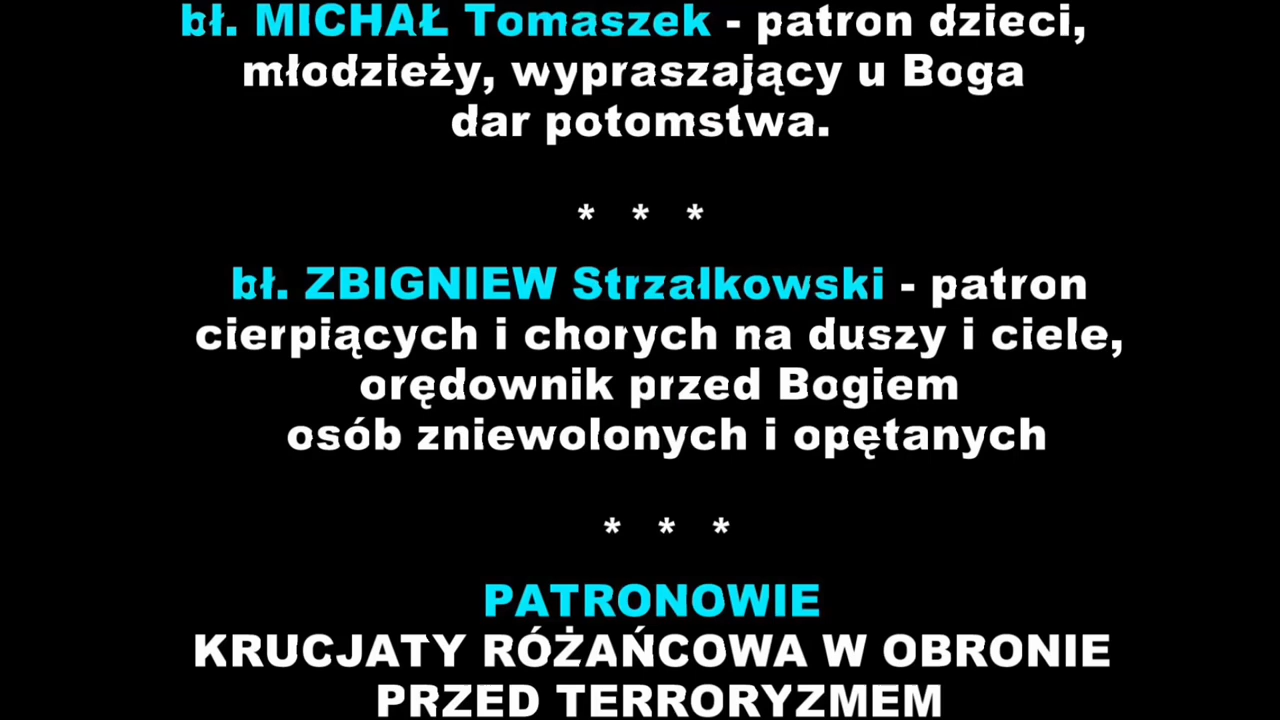 bł. MICHAŁ Tomaszek - patron dzieci,
młodzieży, wypraszający u Boga
dar potomstwa.
* * *
bł. ZBIGNIEW Strzałkowski - patron
cierpiących i chorych na duszy i ciele,
orędownik przed Bogiem
osób zniewolonych i opętanych
* * *
PATRONOWIE
KRUCJATY RÓŻAŃCOWA W OBRONIE
PRZED TERRORYZMEM